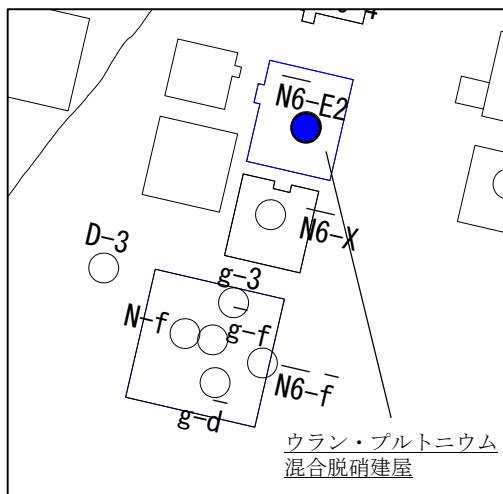 N6-E2
N6-X
D-3
g-3
N-f
g-f
N6-f
g-d
ウラン・プルトニウム
混合脱硝建屋